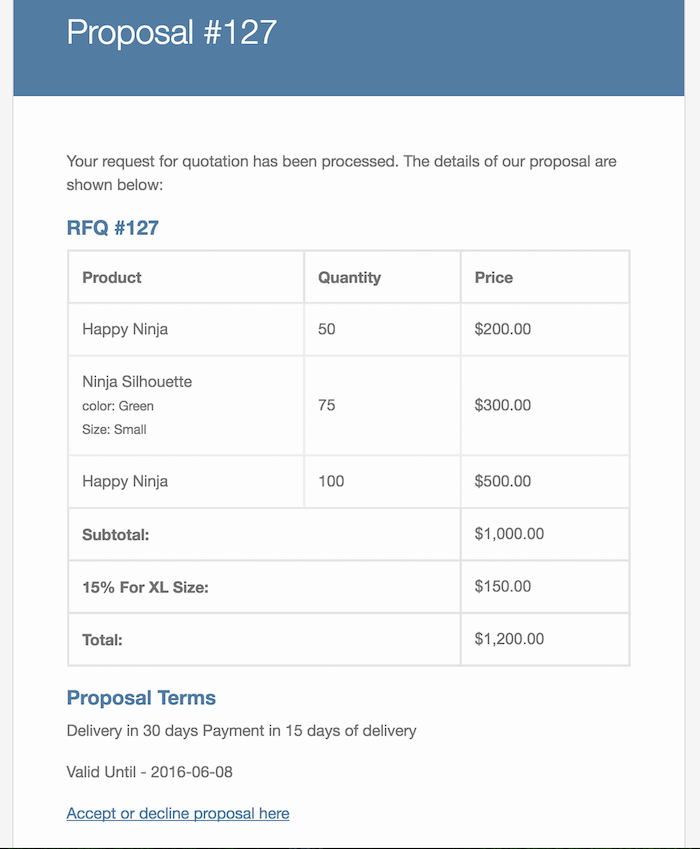 Proposal #127
Your request for quotation has been processed. The details of our proposal are
shown below:
RFQ #127
Product Quantity Price
Happy Ninja 50 $200.00
Ninja Silhouette
color: Green
75 $300.00
Size: Small
Happy Ninja 100 $500.00
Subtotal: $1,000.00
15% For XL Size: $150.00
Total: $1,200.00
Proposal Terms
Delivery in 30 days Payment in 15 days of delivery
Valid Until - 2016-06-08
Accept or decline proposal here